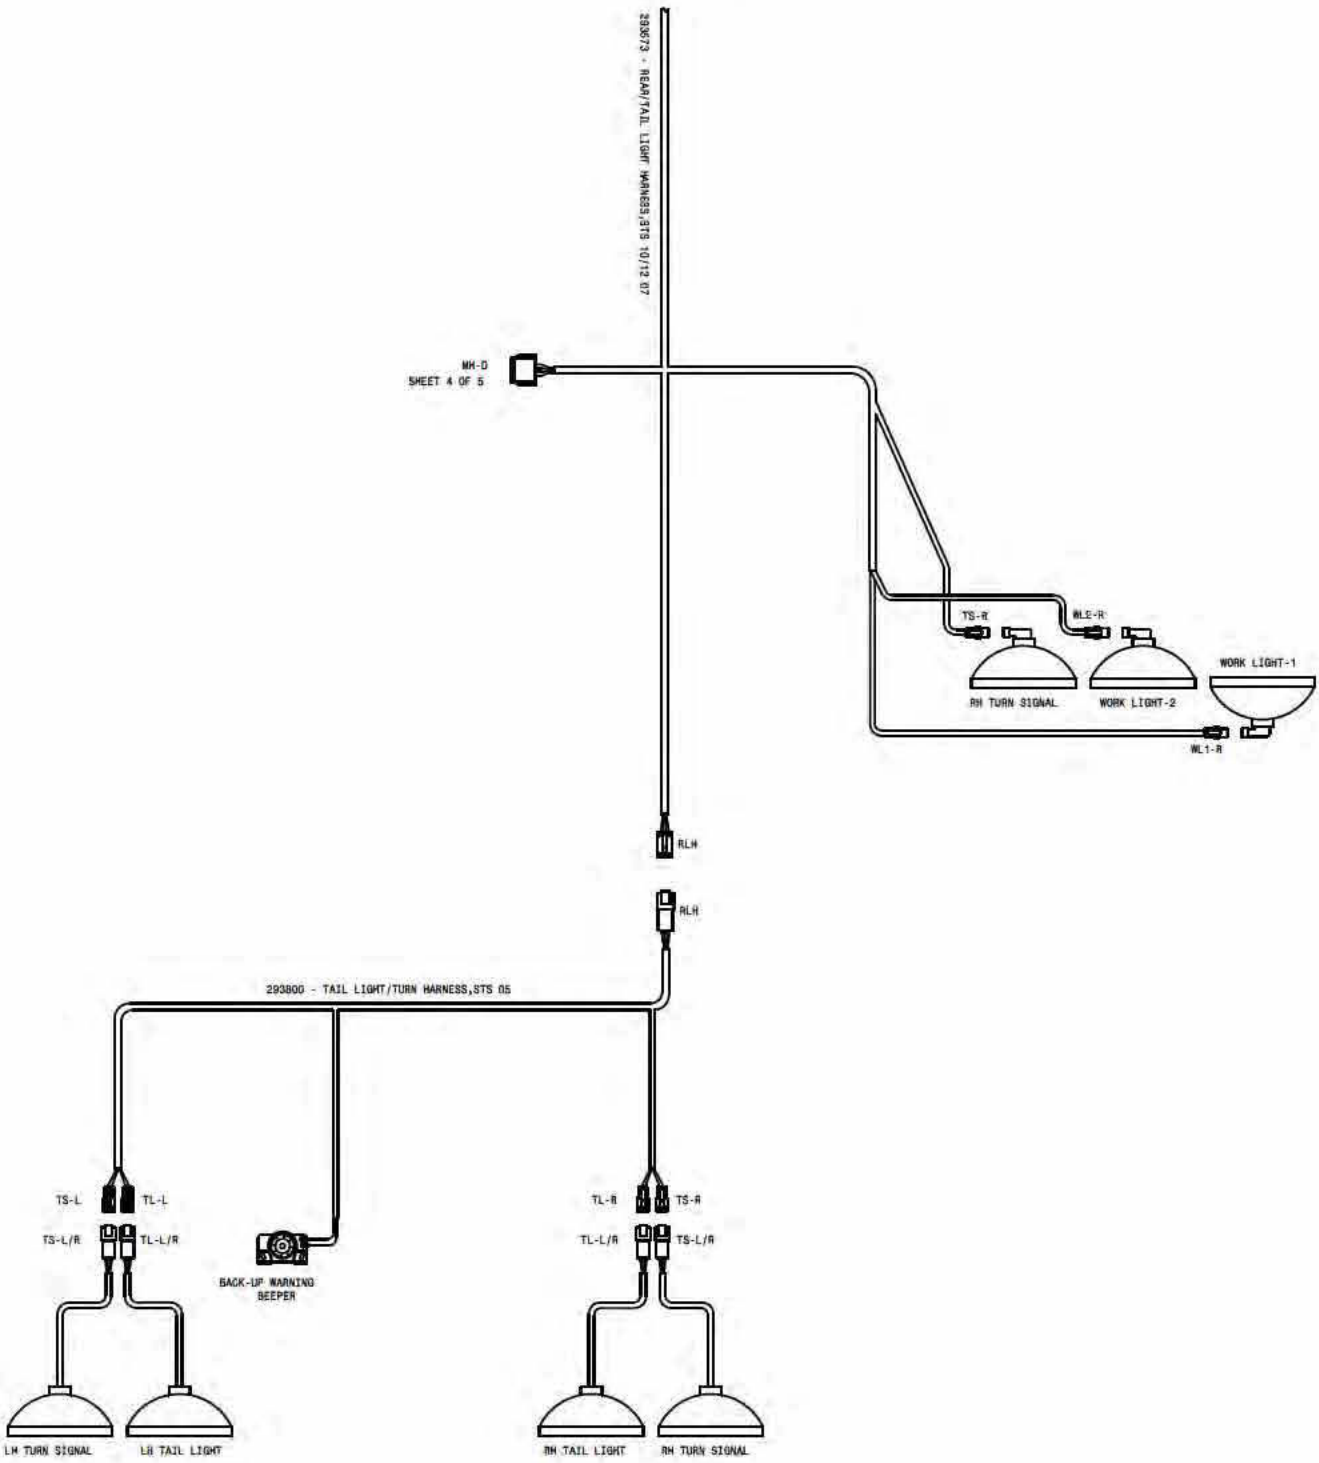 293573 - REAR/TAIL LIGHT HARNESS,STS 10/12 07
MH-D
SHEET 4 OF 5
TS-R
WL2-R
WORK LIGHT-1
RH TURN SIGNAL
WORK LIGHT-2
WL1-R
RLH
RLH
293800 - TAIL LIGHT/TURN HARNESS,STS 05
TS-L
TL-L
TL-R
TS-R
TS-L/R
TL-L/R
TL-L/R
TS-L/R
BACK-UP WARNING
BEEPER
LH TURN SIGNAL
LH TAIL LIGHT
RH TAIL LIGHT
RH TURN SIGNAL